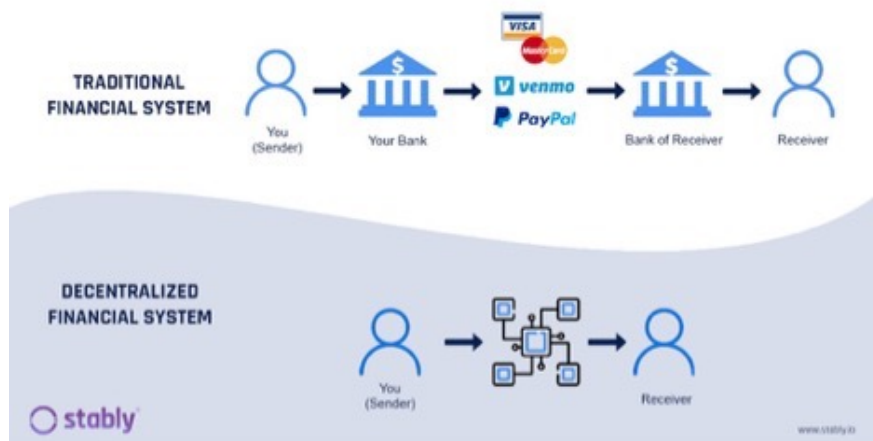 TRADITIONAL
FINANCIAL SYSTEM
$
VISA
MasterCard
venmo
PayPal
$
You
(Sender)
Your Bank
Bank of Receiver
Receiver
DECENTRALIZED
FINANCIAL SYSTEM
You
(Sender)
Receiver
stably
www.stably.io